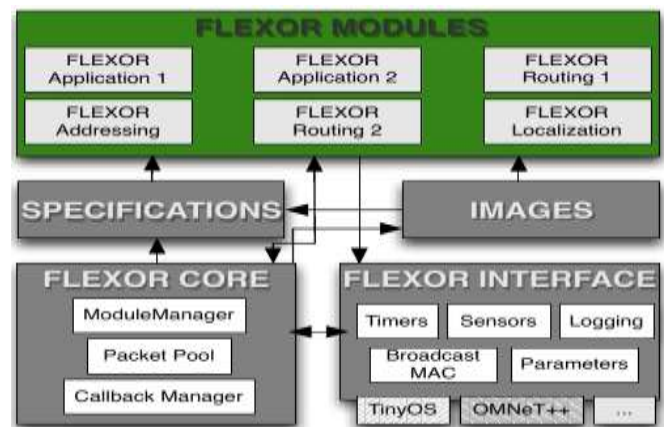 FLEXOR MODULES
FLEXOR
Application 1
FLEXOR
Application 2
FLEXOR
Routing 1
FLEXOR
Addressing
FLEXOR
Routing 2
FLEXOR
Localization
SPECIFICATIONS
IMAGES
FLEXOR CORE
ModuleManager
Packet Pool
Callback Manager
FLEXOR INTERFACE
Timers
Sensors
Logging
Broadcast
MAC
Parameters
TinyOS
OMNeT++
...